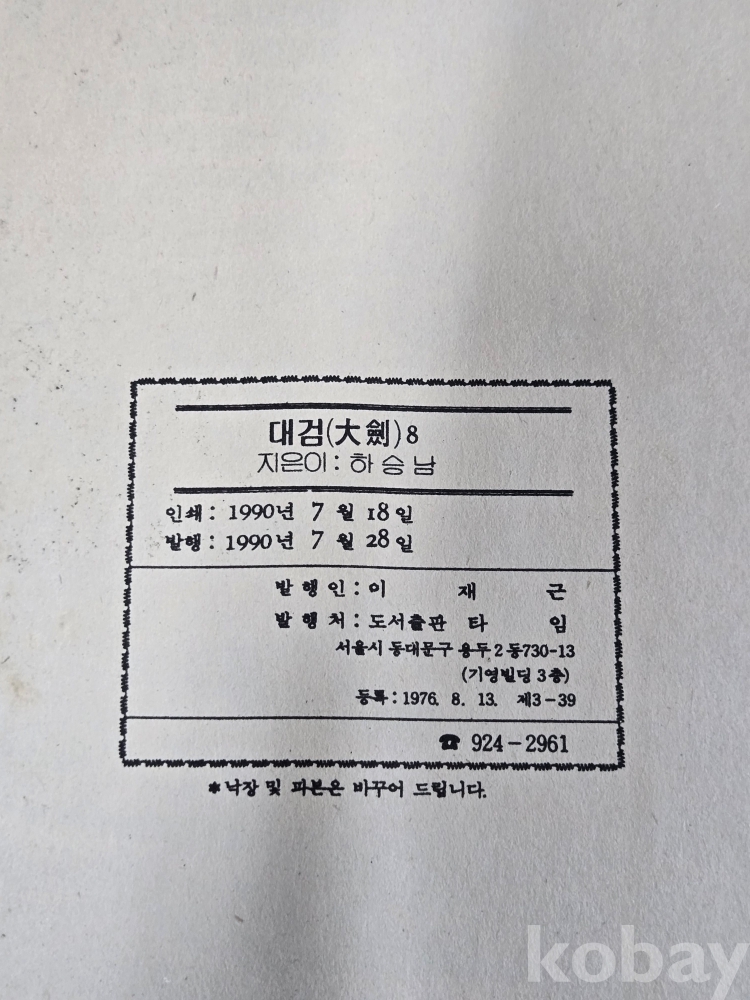 대검(大劍)8
지은이: 하승남
인쇄: 1990년 7 월 18일
발행: 1990년 7 월 28일
발 행 인: 이 재 근
발 행 처: 도서출판 타 임
서울시 동대문구 용두 2 동730-13
(기영빌딩 3 층)
등록: 1976. 8. 13. 제3-39
☎ 924-2961
*낙장 및 파본은 바꾸어 드립니다.
kobay